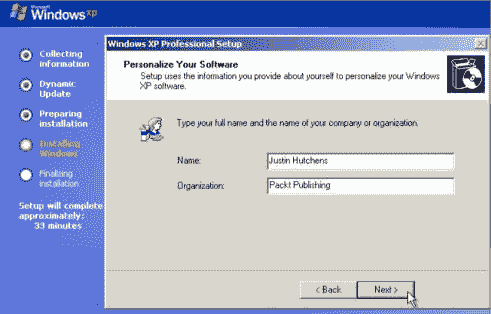 Microsoft
Windows xp
Collecting
information
Dynamic
Update
Preparing
installation
Installing
Windows
Finalizing
installation
Setup will complete
approximately:
33 minutes
Windows XP Professional Setup
Personalize Your Software
Setup uses the information you provide about yourself to personalize your Windows
XP software.
Type your full name and the name of your company or organization.
Name:
Justin Hutchens
Organization:
Packt Publishing
< Back
Next >